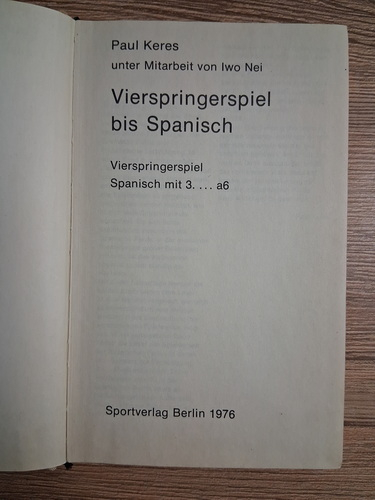 Paul Keres
unter Mitarbeit von Iwo Nei
Vierspringerspiel
bis Spanisch
Vierspringerspiel
Spanisch mit 3. ... a6
Sportverlag Berlin 1976